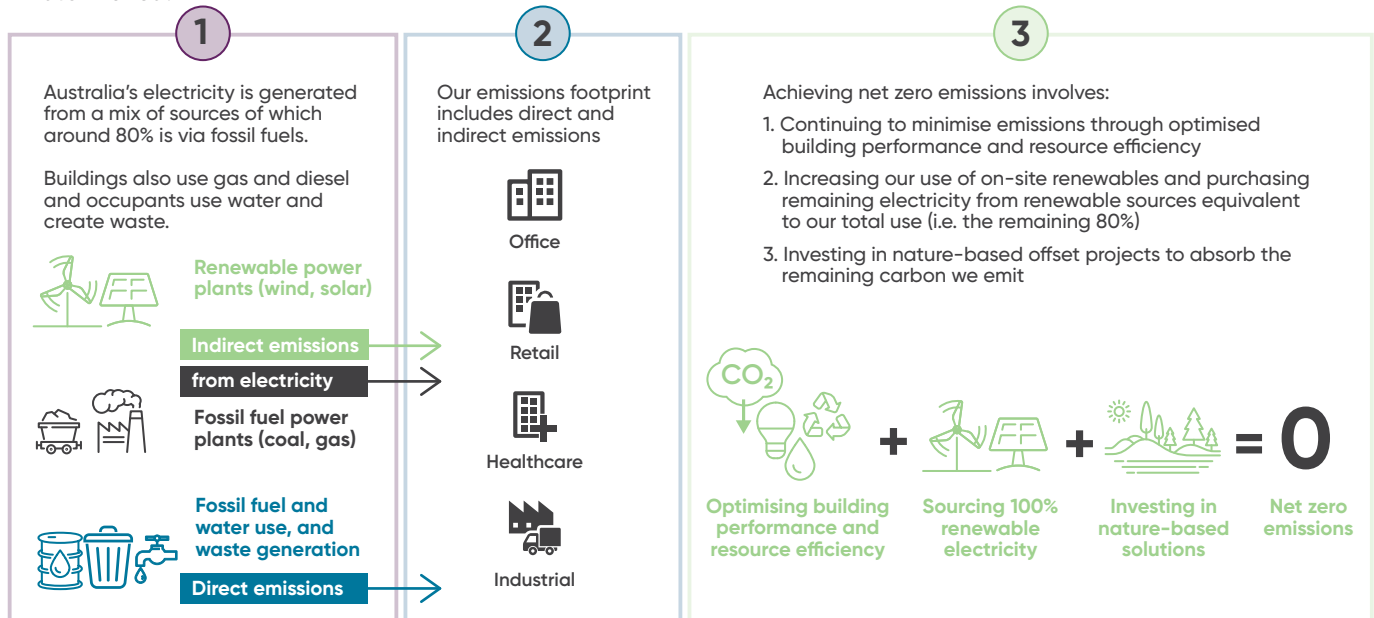 1
Australia's electricity is generated
from a mix of sources of which
around 80% is via fossil fuels.
Buildings also use gas and diesel
and occupants use water and
create waste.
Renewable power
plants (wind, solar)
Indirect emissions
from electricity
Fossil fuel power
plants (coal, gas)
Fossil fuel and
water use, and
waste generation
Direct emissions
2
Our emissions footprint
includes direct and
indirect emissions
Office
Retail
Healthcare
Industrial
3
Achieving net zero emissions involves:
1. Continuing to minimise emissions through optimised
building performance and resource efficiency
2. Increasing our use of on-site renewables and purchasing
remaining electricity from renewable sources equivalent
to our total use (i.e. the remaining 80%)
3. Investing in nature-based offset projects to absorb the
remaining carbon we emit
CO₂
+
+
=
0
Optimising building
performance and
resource efficiency
Sourcing 100%
renewable
electricity
Investing in
nature-based
solutions
Net zero
emissions